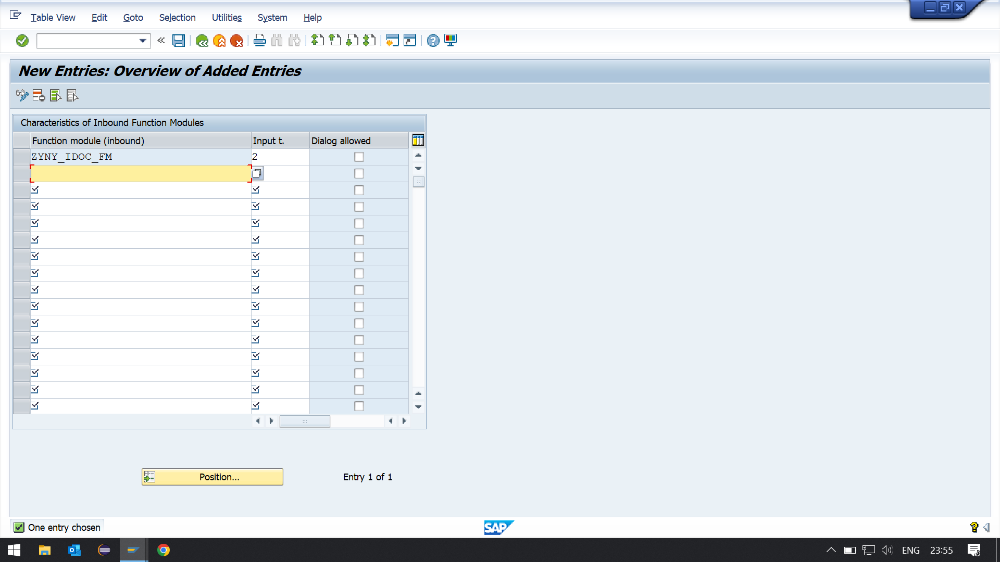 Table View Edit Goto Selection Utilities System Help
New Entries: Overview of Added Entries
Characteristics of Inbound Function Modules
Function module (inbound) Input t. Dialog allowed
ZYNY_IDOC_FM 2
Position... Entry 1 of 1
One entry chosen SAP
ENG 23:55